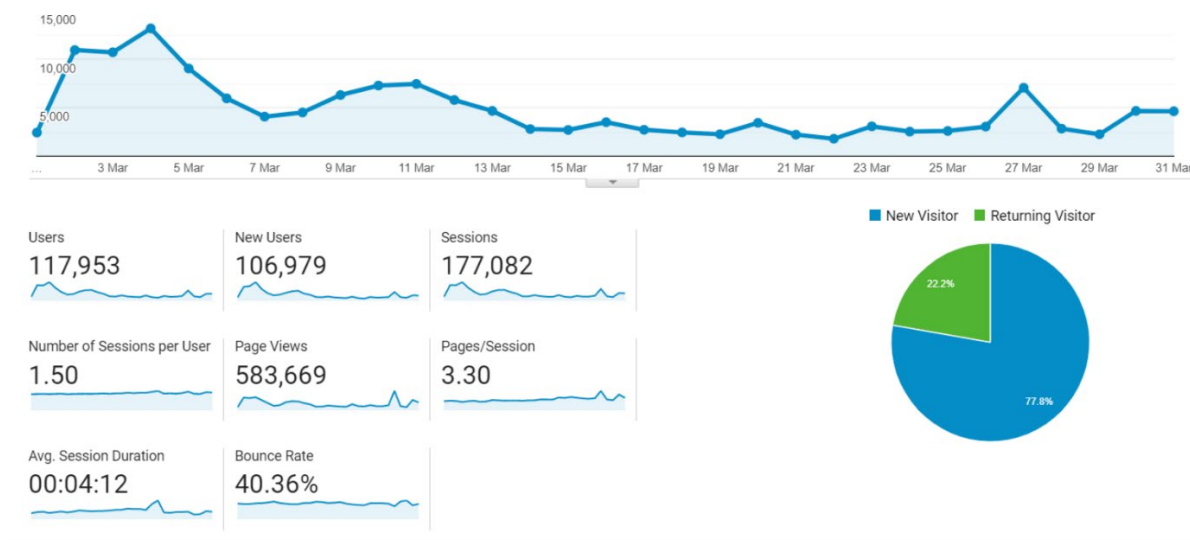 15,000
10,000
5,000
... 3 Mar 5 Mar 7 Mar 9 Mar 11 Mar 13 Mar 15 Mar 17 Mar 19 Mar 21 Mar 23 Mar 25 Mar 27 Mar 29 Mar 31 Mar
New Visitor Returning Visitor
Users New Users Sessions
117,953 106,979 177,082
22.2%
Number of Sessions per User Page Views Pages/Session
1.50 583,669 3.30
77.8%
Avg. Session Duration Bounce Rate
00:04:12 40.36%